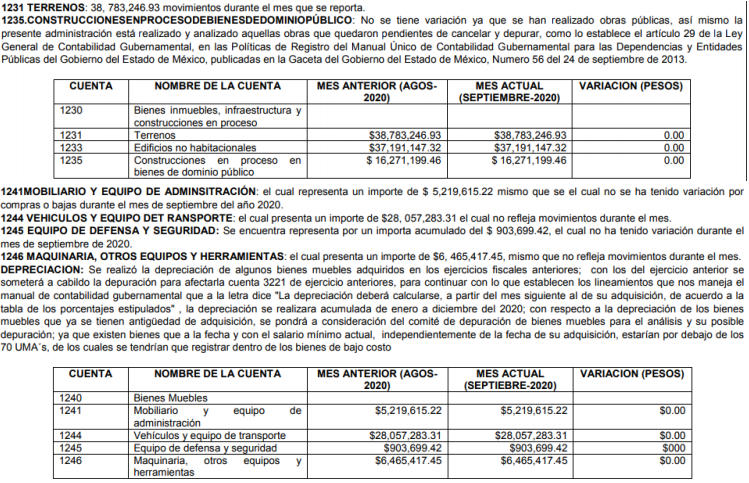 1231 TERRENOS: 38, 783,246.93 movimientos durante el mes que se reporta.
1235.CONSTRUCCIONESENPROCESODEBIENESDEDOMINIOPÚBLICO: No se tiene variación ya que se han realizado obras públicas, así mismo la
presente administración está realizado y analizado aquellas obras que quedaron pendientes de cancelar y depurar, como lo establece el artículo 29 de la Ley
General de Contabilidad Gubernamental, en las Políticas de Registro del Manual Único de Contabilidad Gubernamental para las Dependencias y Entidades
Públicas del Gobierno del Estado de México, publicadas en la Gaceta del Gobierno del Estado de México, Numero 56 del 24 de septiembre de 2013.
CUENTA NOMBRE DE LA CUENTA MES ANTERIOR (AGOS- MES ACTUAL VARIACION (PESOS)
2020) (SEPTIEMBRE-2020)
1230 Bienes inmuebles, infraestructura y
construcciones en proceso
1231 Terrenos $38,783,246.93 $38,783,246.93 0.00
1233 Edificios no habitacionales $37,191,147.32 $37,191,147.32 0.00
1235 Construcciones en proceso en $ 16,271,199.46 $ 16,271,199.46 0.00
bienes de dominio público
1241MOBILIARIO Y EQUIPO DE ADMINSITRACIÓN: el cual representa un importe de $ 5,219,615.22 mismo que se el cual no se ha tenido variación por
compras o bajas durante el mes de septiembre del año 2020.
1244 VEHICULOS Y EQUIPO DET RANSPORTE: el cual presenta un importe de $28, 057,283.31 el cual no refleja movimientos durante el mes.
1245 EQUIPO DE DEFENSA Y SEGURIDAD: Se encuentra representa por un importa acumulado del $ 903,699.42, el cual no ha tenido variación durante el
mes de septiembre de 2020.
1246 MAQUINARIA, OTROS EQUIPOS Y HERRAMIENTAS: el cual presenta un importe de $6, 465,417.45, mismo que no refleja movimientos durante el mes.
DEPRECIACION: Se realizó la depreciación de algunos bienes muebles adquiridos en los ejercicios fiscales anteriores; con los del ejercicio anterior se
someterá a cabildo la depuración para afectarla cuenta 3221 de ejercicio anteriores, para continuar con lo que establecen los lineamientos que nos maneja el
manual de contabilidad gubernamental que a la letra dice "La depreciación deberá calcularse, a partir del mes siguiente al de su adquisición, de acuerdo a la
tabla de los porcentajes estipulados" , la depreciación se realizara acumulada de enero a diciembre del 2020; con respecto a la depreciación de los bienes
muebles que ya se tienen antigüedad de adquisición, se pondrá a consideración del comité de depuración de bienes muebles para el análisis y su posible
depuración; ya que existen bienes que a la fecha y con el salario mínimo actual, independientemente de la fecha de su adquisición, estarían por debajo de los
70 UMA´s, de los cuales se tendrían que registrar dentro de los bienes de bajo costo
CUENTA NOMBRE DE LA CUENTA MES ANTERIOR (AGOS- MES ACTUAL VARIACIÓN (PESOS)
2020) (SEPTIEBRE-2020)
1240 Bienes Muebles
1241 Mobiliario y equipo de $5,219,615.22 $5,219,615.22 $0.00
administración
1244 Vehículos y equipo de transporte $28,057,283.31 $28,057,283.31 $0.00
1245 Equipo de defensa y seguridad $903,699.42 $903,699.42 $000
1246 Maquinaria, otros equipos y $6,465,417.45 $6,465,417.45 $0.00
herramientas